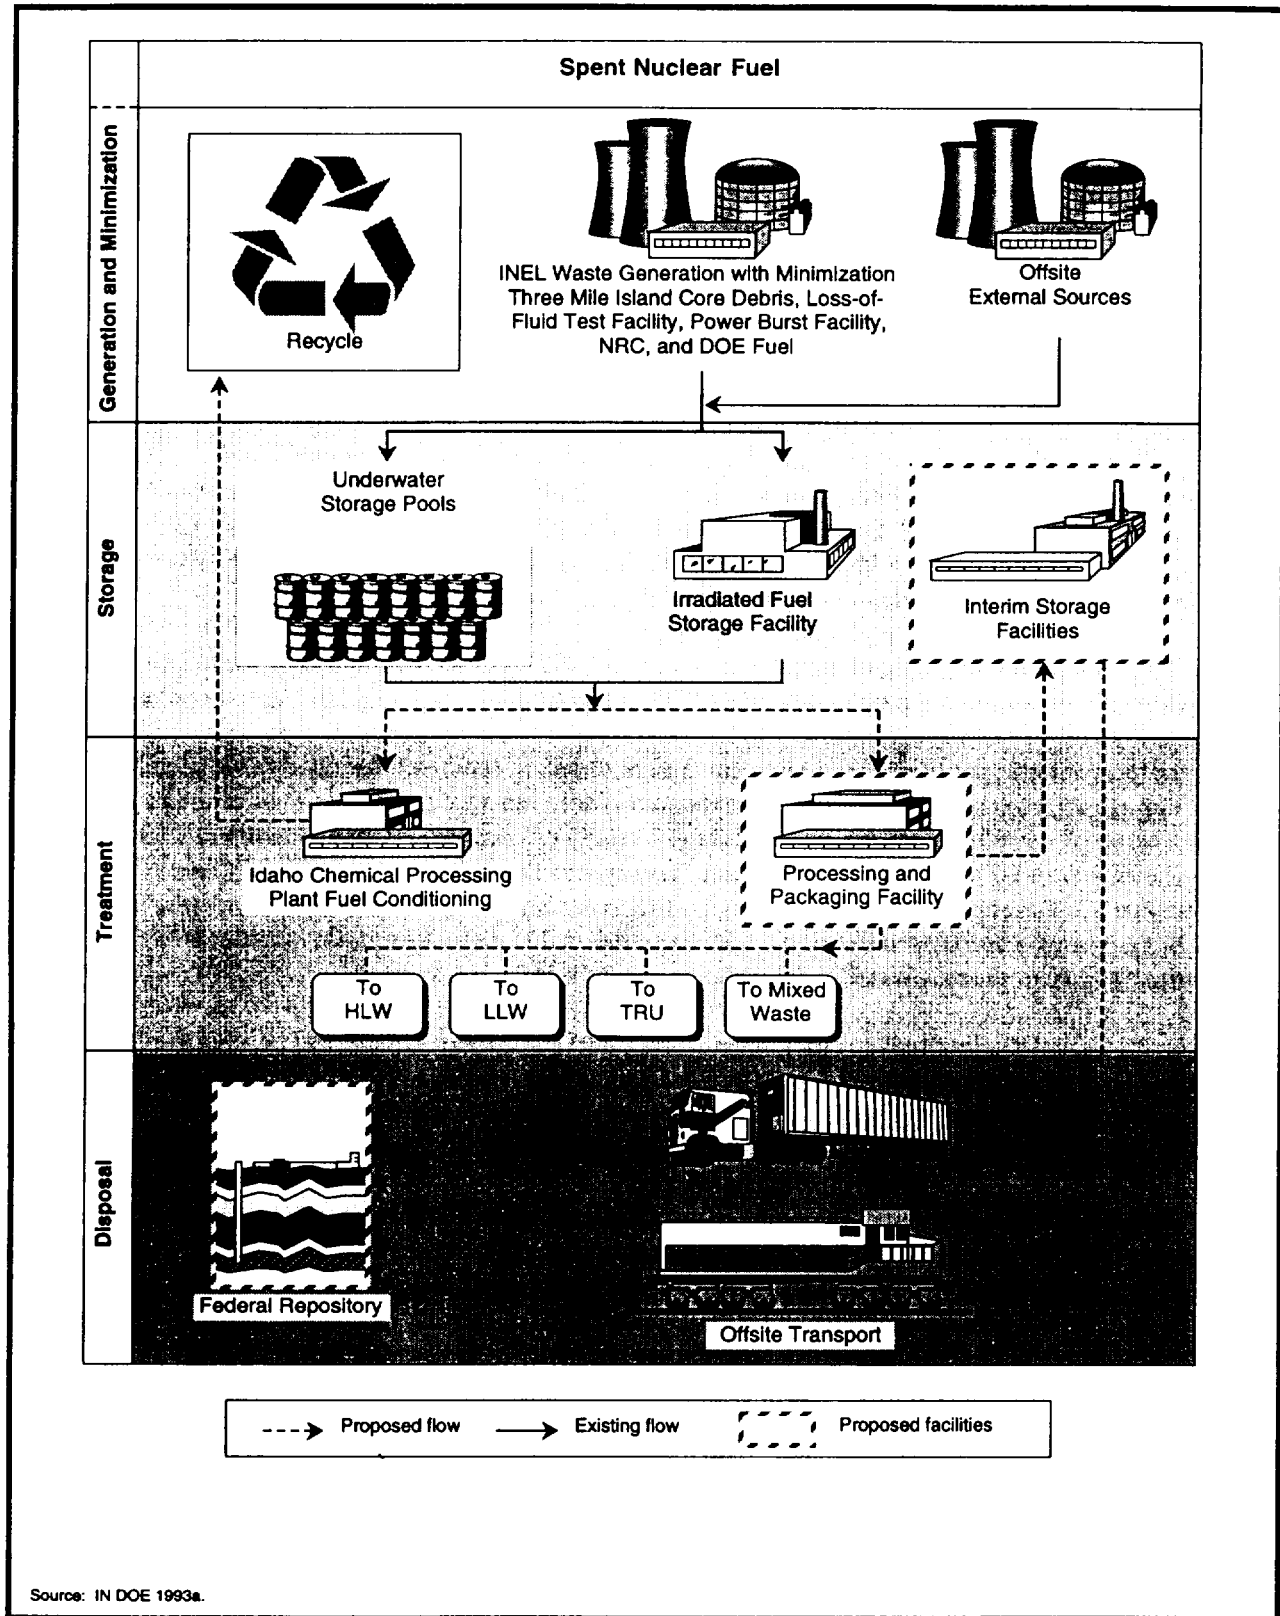 Spent Nuclear Fuel
Generation and Minimization
Recycle
INEL Waste Generation with Minimization
Three Mile Island Core Debris, Loss-of-
Fluid Test Facility, Power Burst Facility,
NRC, and DOE Fuel
Offsite
External Sources
Storage
Underwater
Storage Pools
Irradiated Fuel
Storage Facility
Interim Storage
Facilities
Treatment
Idaho Chemical Processing
Plant Fuel Conditioning
Processing and
Packaging Facility
To
HLW
To
LLW
To
TRU
To Mixed
Waste
Disposal
Federal Repository
Offsite Transport
Proposed flow
Existing flow
Proposed facilities
Source: IN DOE 1993a.